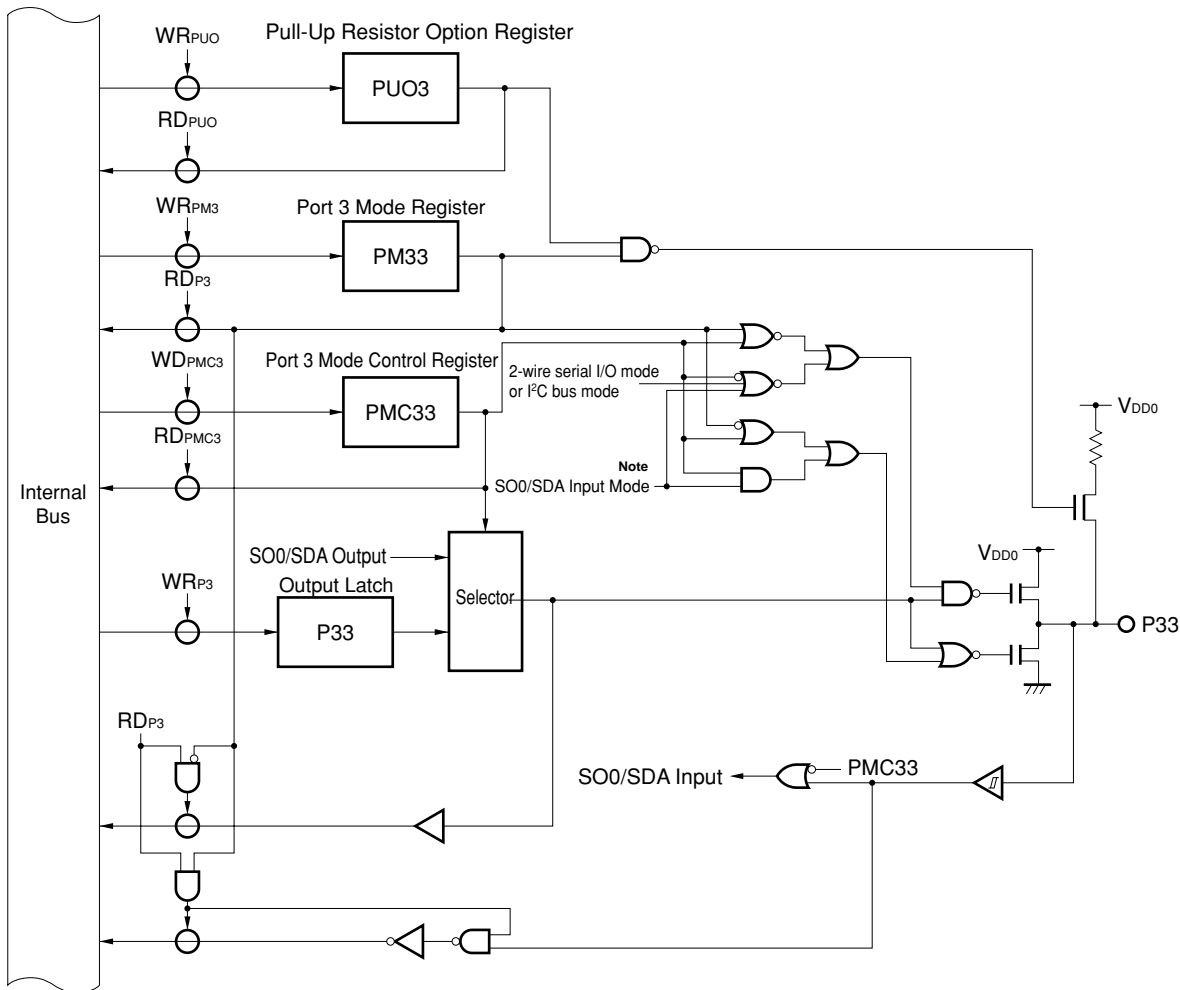 WRPUO
Pull-Up Resistor Option Register
PUO3
RDPUO
WRPM3
Port 3 Mode Register
PM33
RDP3
WDPMC3
Port 3 Mode Control Register
PMC33
2-wire serial I/O mode
or I²C bus mode
RDPMC3
Note
SO0/SDA Input Mode
VDD0
Internal
Bus
SO0/SDA Output
VDD0
WRP3
Output Latch
P33
Selector
P33
RDP3
SO0/SDA Input
PMC33